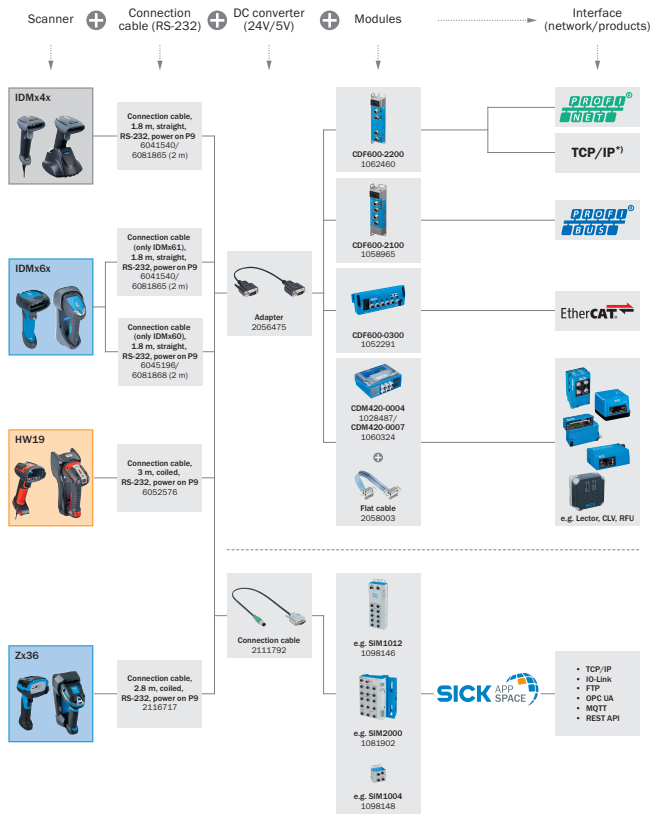 Scanner
Connection
cable (RS-232)
DC converter
(24V/5V)
Modules
Interface
(network/products)
IDMx4x
Connection cable,
1.8 m, straight,
RS-232, power on P9
6041540/
6081865 (2 m)
IDMx6x
Connection cable
(only IDMx61),
1.8 m, straight,
RS-232, power on P9
6041540/
6081865 (2 m)
Connection cable
(only IDMx60),
1.8 m, straight,
RS-232, power on P9
6045196/
6081868 (2 m)
HW19
Connection cable,
3 m, coiled,
RS-232, power on P9
6052576
Zx36
Connection cable,
2.8 m, coiled,
RS-232, power on P9
2116717
Adapter
2056475
Connection cable
2111792
CDF600-2200
1062460
CDF600-2100
1058965
CDF600-0300
1052291
CDM420-0004
1028487/
CDM420-0007
1060324
Flat cable
2058003
e.g. SIM1012
1098146
e.g. SIM2000
1081902
e.g. SIM1004
1098148
PROFI®
NET
TCP/IP*)
PROFI®
BUS
EtherCAT®
e.g. Lector, CLV, RFU
SICK APP
SPACE
• TCP/IP
• IO-Link
• FTP
• OPC UA
• MQTT
• REST API